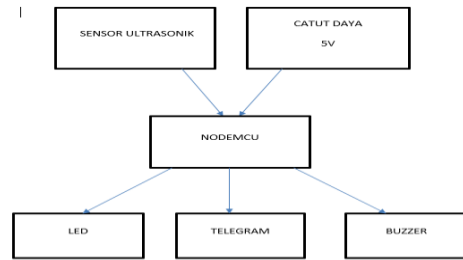 SENSOR ULTRASONIK
CATUT DAYA
5V
NODEMCU
LED
TELEGRAM
BUZZER